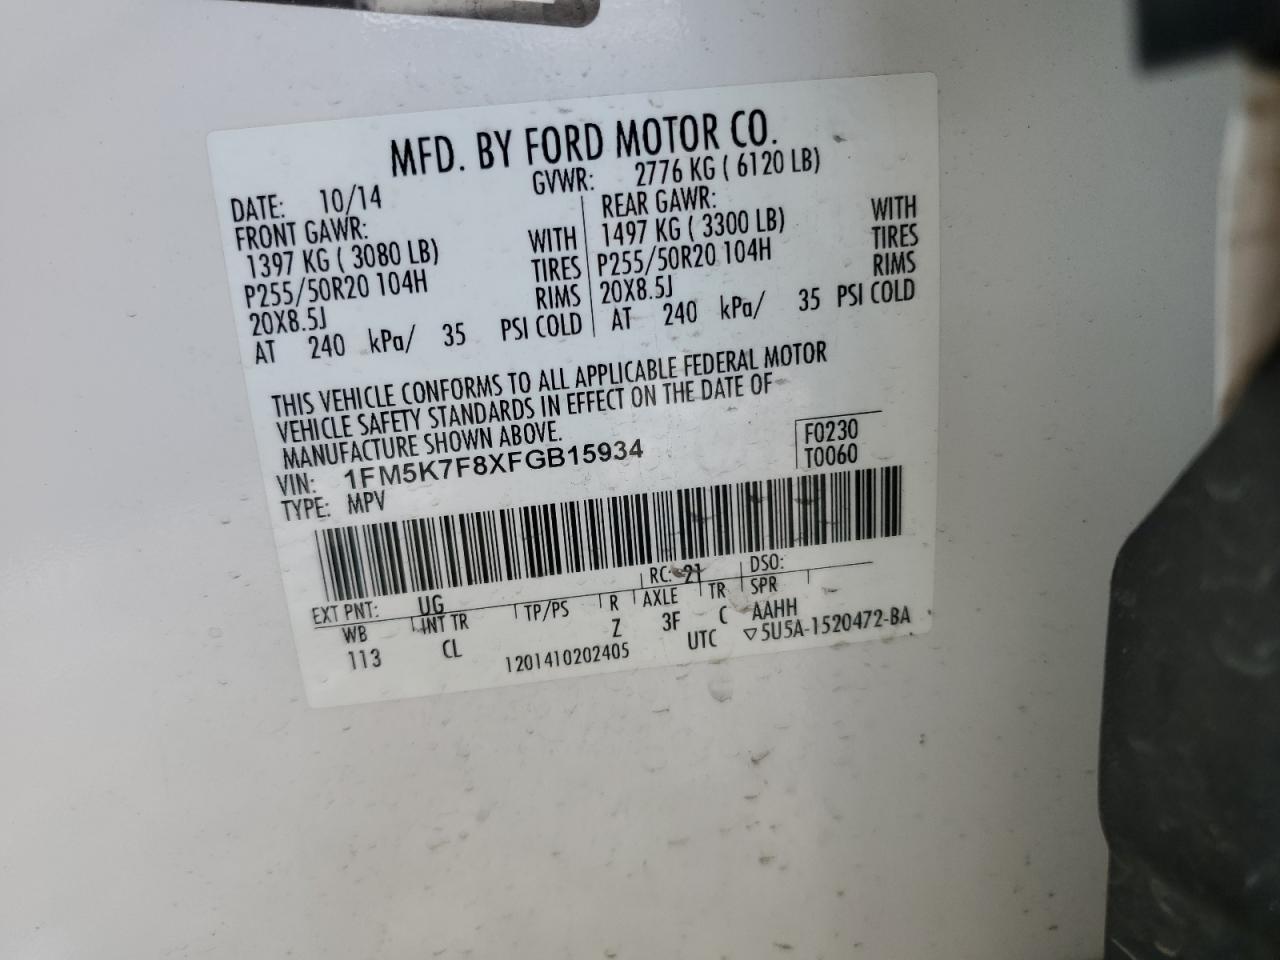 MFD. BY FORD MOTOR CO.
DATE: 10/14 GVWR: 2776 KG ( 6120 LB)
FRONT GAWR: REAR GAWR:
1397 KG ( 3080 LB) WITH 1497 KG ( 3300 LB) WITH
P255/50R20 104H TIRES P255/50R20 104H TIRES
20X8.5J RIMS 20X8.5J RIMS
AT 240 kPa/ 35 PSI COLD AT 240 kPa/ 35 PSI COLD
THIS VEHICLE CONFORMS TO ALL APPLICABLE FEDERAL MOTOR
VEHICLE SAFETY STANDARDS IN EFFECT ON THE DATE OF
MANUFACTURE SHOWN ABOVE.
VIN: 1FM5K7F8XFGB15934 F0230
TYPE: MPV T0060
EXT PNT: UG RC: 21 DSO:
WB INT TR TP/PS R AXLE TR SPR
113 CL Z 3F C AAHH
1201410202405 UTC ▽5U5A-1520472-BA